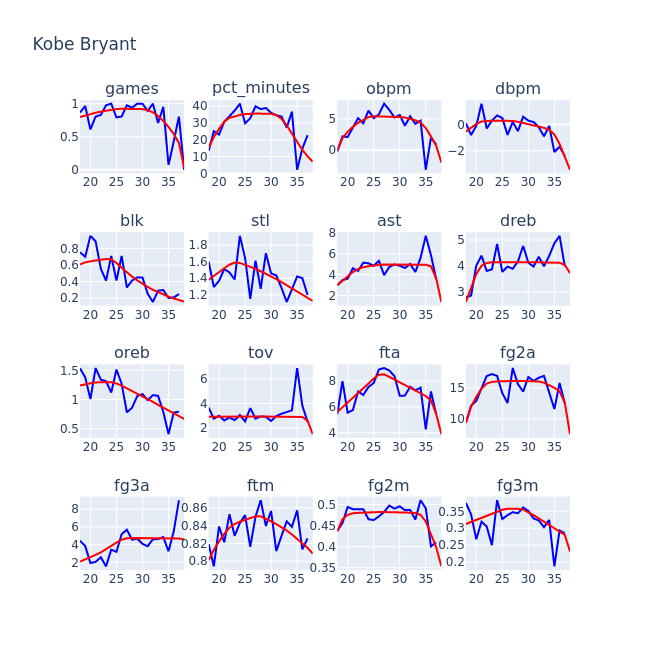 Kobe Bryant
games pct_minutes obpm dbpm
1 0.5 0
40 30 20 10 0
5 0
0 −2
20 25 30 35 20 25 30 35 20 25 30 35 20 25 30 35
blk stl ast dreb
0.8 0.6 0.4 0.2
1.8 1.6 1.4 1.2
8 6 4 2
5 4 3
20 25 30 35 20 25 30 35 20 25 30 35 20 25 30 35
oreb tov fta fg2a
1.5 1 0.5
6 4 2
8 6 4
15 10
20 25 30 35 20 25 30 35 20 25 30 35 20 25 30 35
fg3a ftm fg2m fg3m
8 6 4 2
0.86 0.84 0.82 0.8
0.5 0.45 0.4 0.35
0.35 0.3 0.25 0.2
20 25 30 35 20 25 30 35 20 25 30 35 20 25 30 35